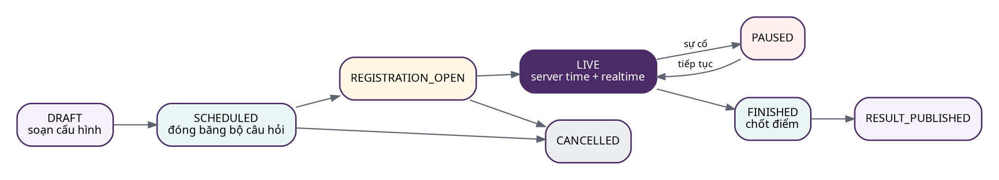 DRAFT
soạn cấu hình
SCHEDULED
đóng băng bộ câu hỏi
REGISTRATION_OPEN
LIVE
server time + realtime
CANCELLED
sự cố
tiếp tục
PAUSED
FINISHED
chốt điểm
RESULT_PUBLISHED